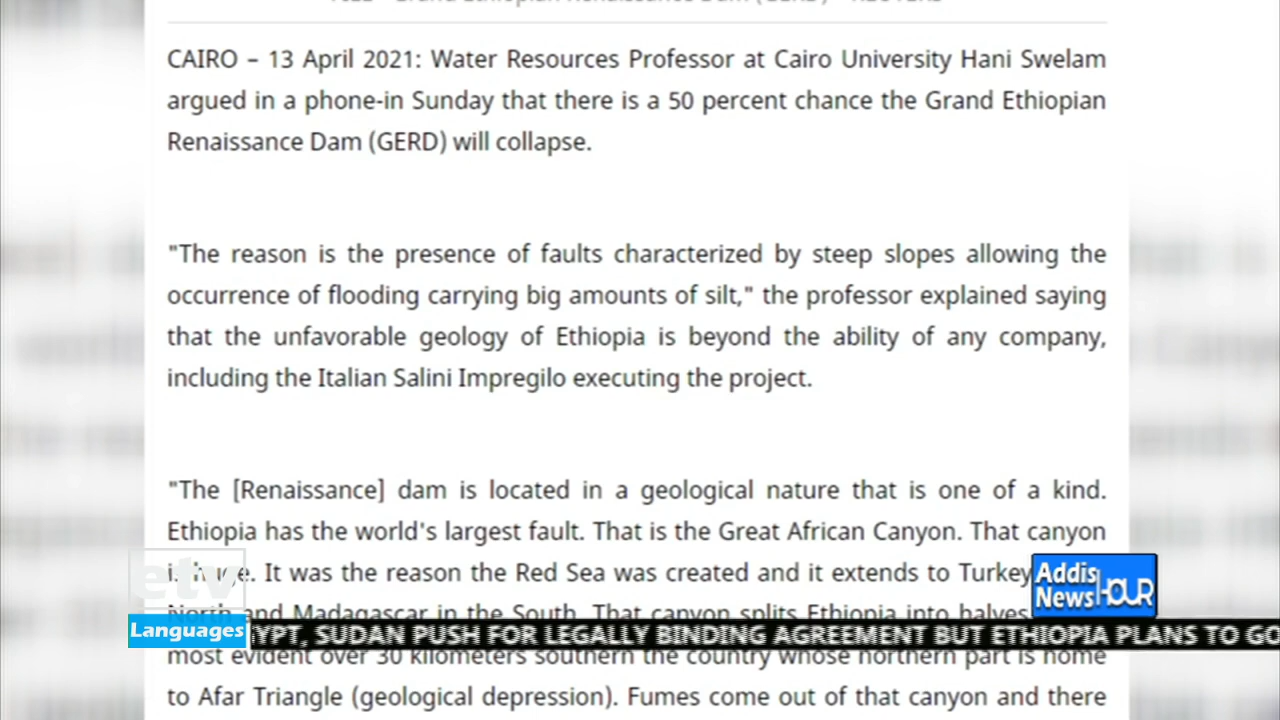 CAIRO – 13 April 2021: Water Resources Professor at Cairo University Hani Swelam
argued in a phone-in Sunday that there is a 50 percent chance the Grand Ethiopian
Renaissance Dam (GERD) will collapse.
"The reason is the presence of faults characterized by steep slopes allowing the
occurrence of flooding carrying big amounts of silt," the professor explained saying
that the unfavorable geology of Ethiopia is beyond the ability of any company,
including the Italian Salini Impregilo executing the project.
"The [Renaissance] dam is located in a geological nature that is one of a kind.
Ethiopia has the world's largest fault. That is the Great African Canyon. That canyon
. It was the reason the Red Sea was created and it extends to Turkey
North and Madagascar in the South. That canyon splits Ethiopia into halves
etv
Languages
Addis
News HOUR
YPT, SUDAN PUSH FOR LEGALLY BINDING AGREEMENT BUT ETHIOPIA PLANS TO GO
most evident over 30 kilometers southern the country whose northern part is home
to Afar Triangle (geological depression). Fumes come out of that canyon and there